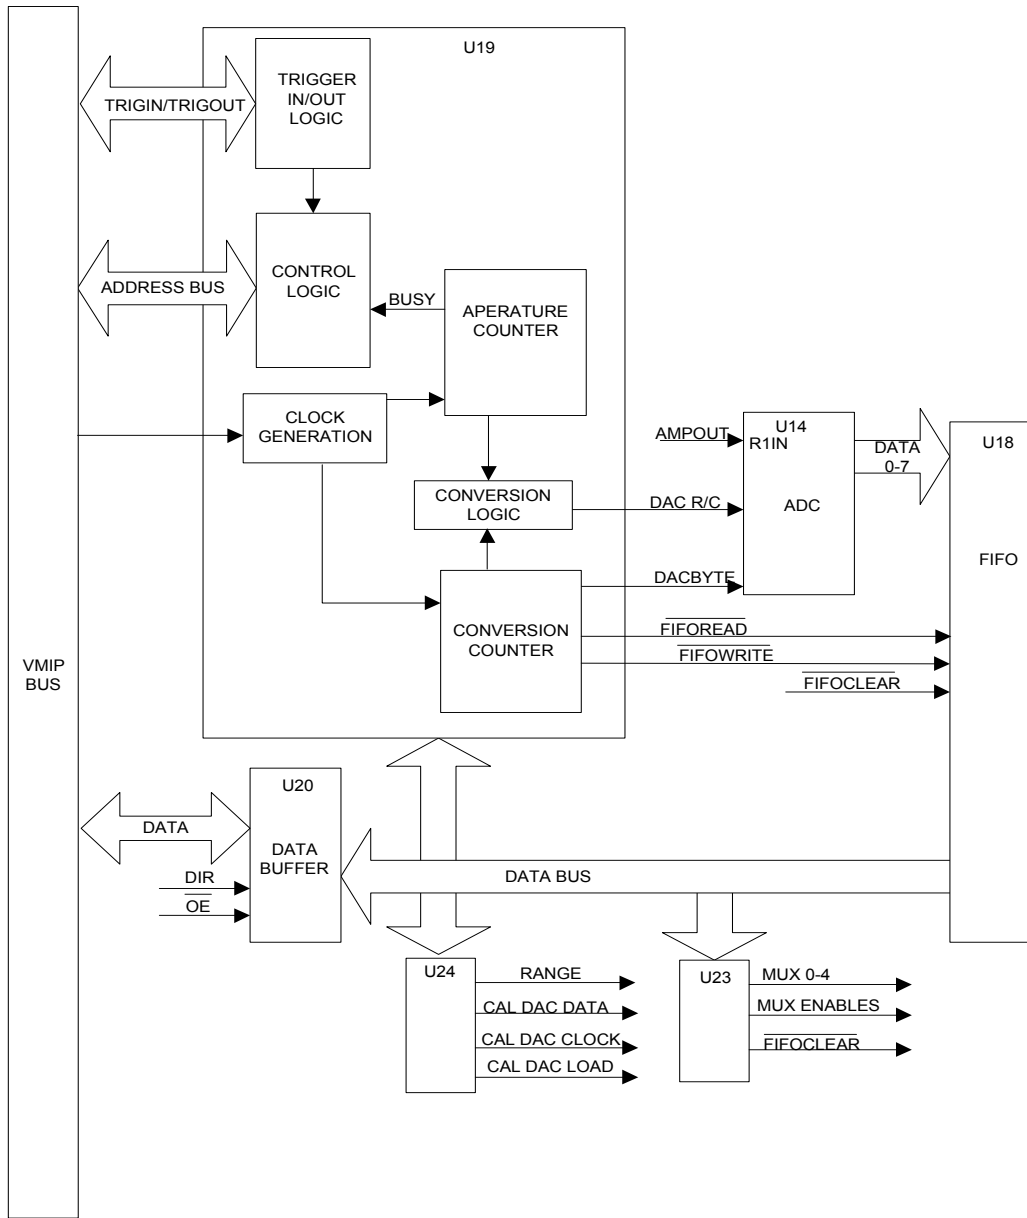 U19
TRIGGER
IN/OUT
LOGIC
TRIGIN/TRIGOUT
CONTROL
LOGIC
ADDRESS BUS
BUSY
APERATURE
COUNTER
CLOCK
GENERATION
AMPOUT
U14
R1IN
ADC
DATA
0-7
U18
FIFO
CONVERSION
LOGIC
DAC R/C
DACBYTE
CONVERSION
COUNTER
FIFOREAD
FIFOWRITE
FIFOCLEAR
VMIP
BUS
U20
DATA
BUFFER
DATA
DIR
OE
DATA BUS
U24
RANGE
CAL DAC DATA
CAL DAC CLOCK
CAL DAC LOAD
U23
MUX 0-4
MUX ENABLES
FIFOCLEAR